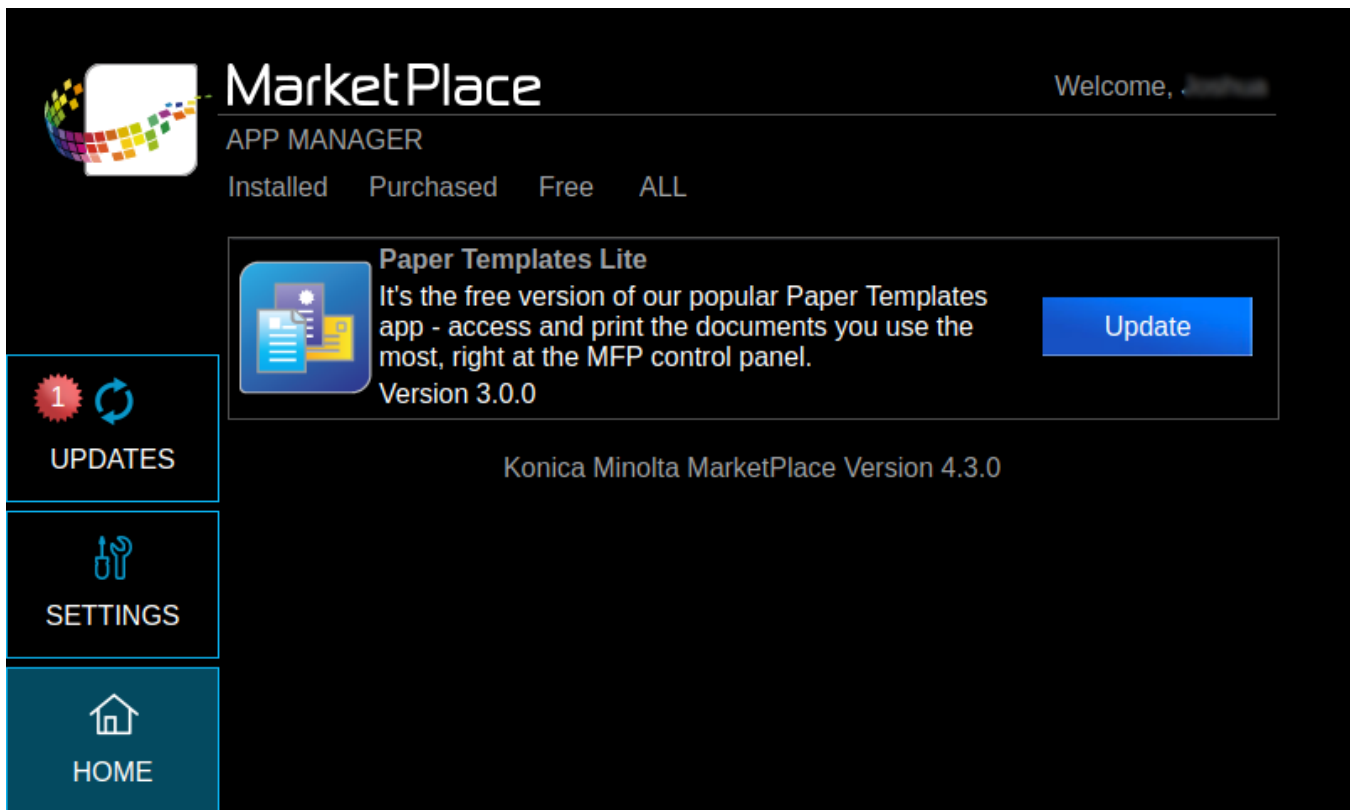 MarketPlace
Welcome,
APP MANAGER
Installed Purchased Free ALL
Paper Templates Lite
It's the free version of our popular Paper Templates
app - access and print the documents you use the
most, right at the MFP control panel.
Version 3.0.0
Update
1
UPDATES
Konica Minolta MarketPlace Version 4.3.0
SETTINGS
HOME